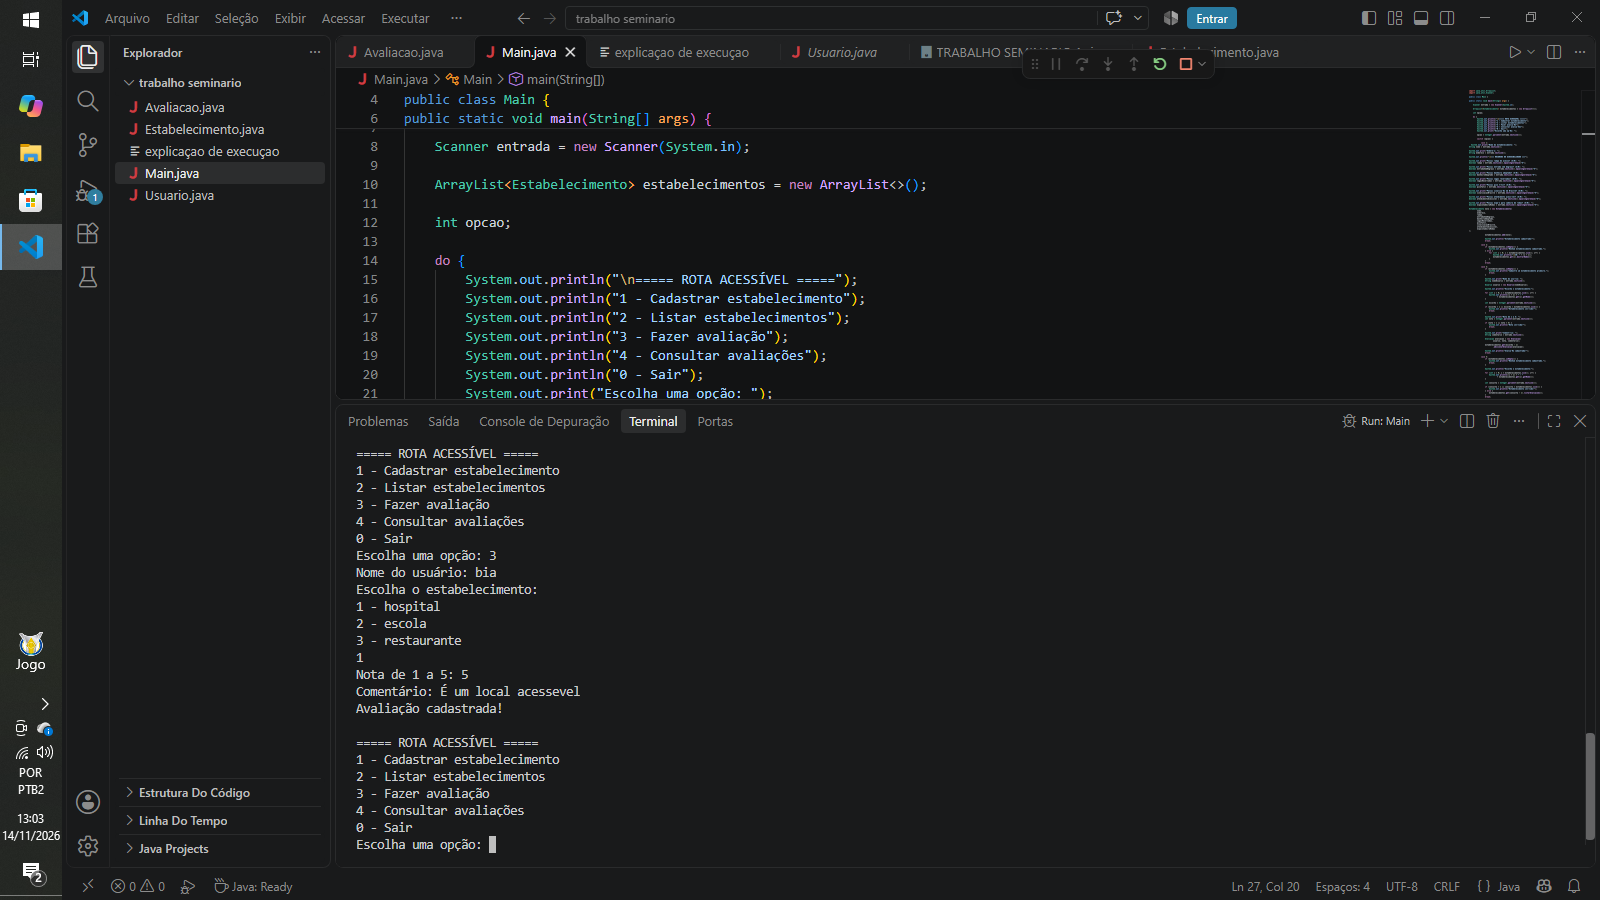 Arquivo Editar Seleção Exibir Acessar Executar ··· trabalho seminario Entrar
Explorador ···
trabalho seminario
Avaliacao.java
Estabelecimento.java
explicaçao de execuçao
Main.java
Usuario.java
1
Estrutura Do Código
Linha Do Tempo
Java Projects
Jogo
POR
PTB2
13:03
14/11/2026
2
Avaliacao.java Main.java explicaçao de execuçao Usuario.java TRABALHO
Main.java > Main > main(String[])
4 public class Main {
6 public static void main(String[] args) {
8 Scanner entrada = new Scanner(System.in);
9
10 ArrayList<Estabelecimento> estabelecimentos = new ArrayList<>();
11
12 int opcao;
13
14 do {
15 System.out.println("\n===== ROTA ACESSÍVEL =====");
16 System.out.println("1 - Cadastrar estabelecimento");
17 System.out.println("2 - Listar estabelecimentos");
18 System.out.println("3 - Fazer avaliação");
19 System.out.println("4 - Consultar avaliações");
20 System.out.println("0 - Sair");
21 System.out.print("Escolha uma opção: ");
Problemas Saída Console de Depuração Terminal Portas Run: Main
===== ROTA ACESSÍVEL =====
1 - Cadastrar estabelecimento
2 - Listar estabelecimentos
3 - Fazer avaliação
4 - Consultar avaliações
0 - Sair
Escolha uma opção: 3
Nome do usuário: bia
Escolha o estabelecimento:
1 - hospital
2 - escola
3 - restaurante
1
Nota de 1 a 5: 5
Comentário: É um local acessevel
Avaliação cadastrada!
===== ROTA ACESSÍVEL =====
1 - Cadastrar estabelecimento
2 - Listar estabelecimentos
3 - Fazer avaliação
4 - Consultar avaliações
0 - Sair
Escolha uma opção:
0 0 Java: Ready Ln 27, Col 20 Espaços: 4 UTF-8 CRLF { } Java